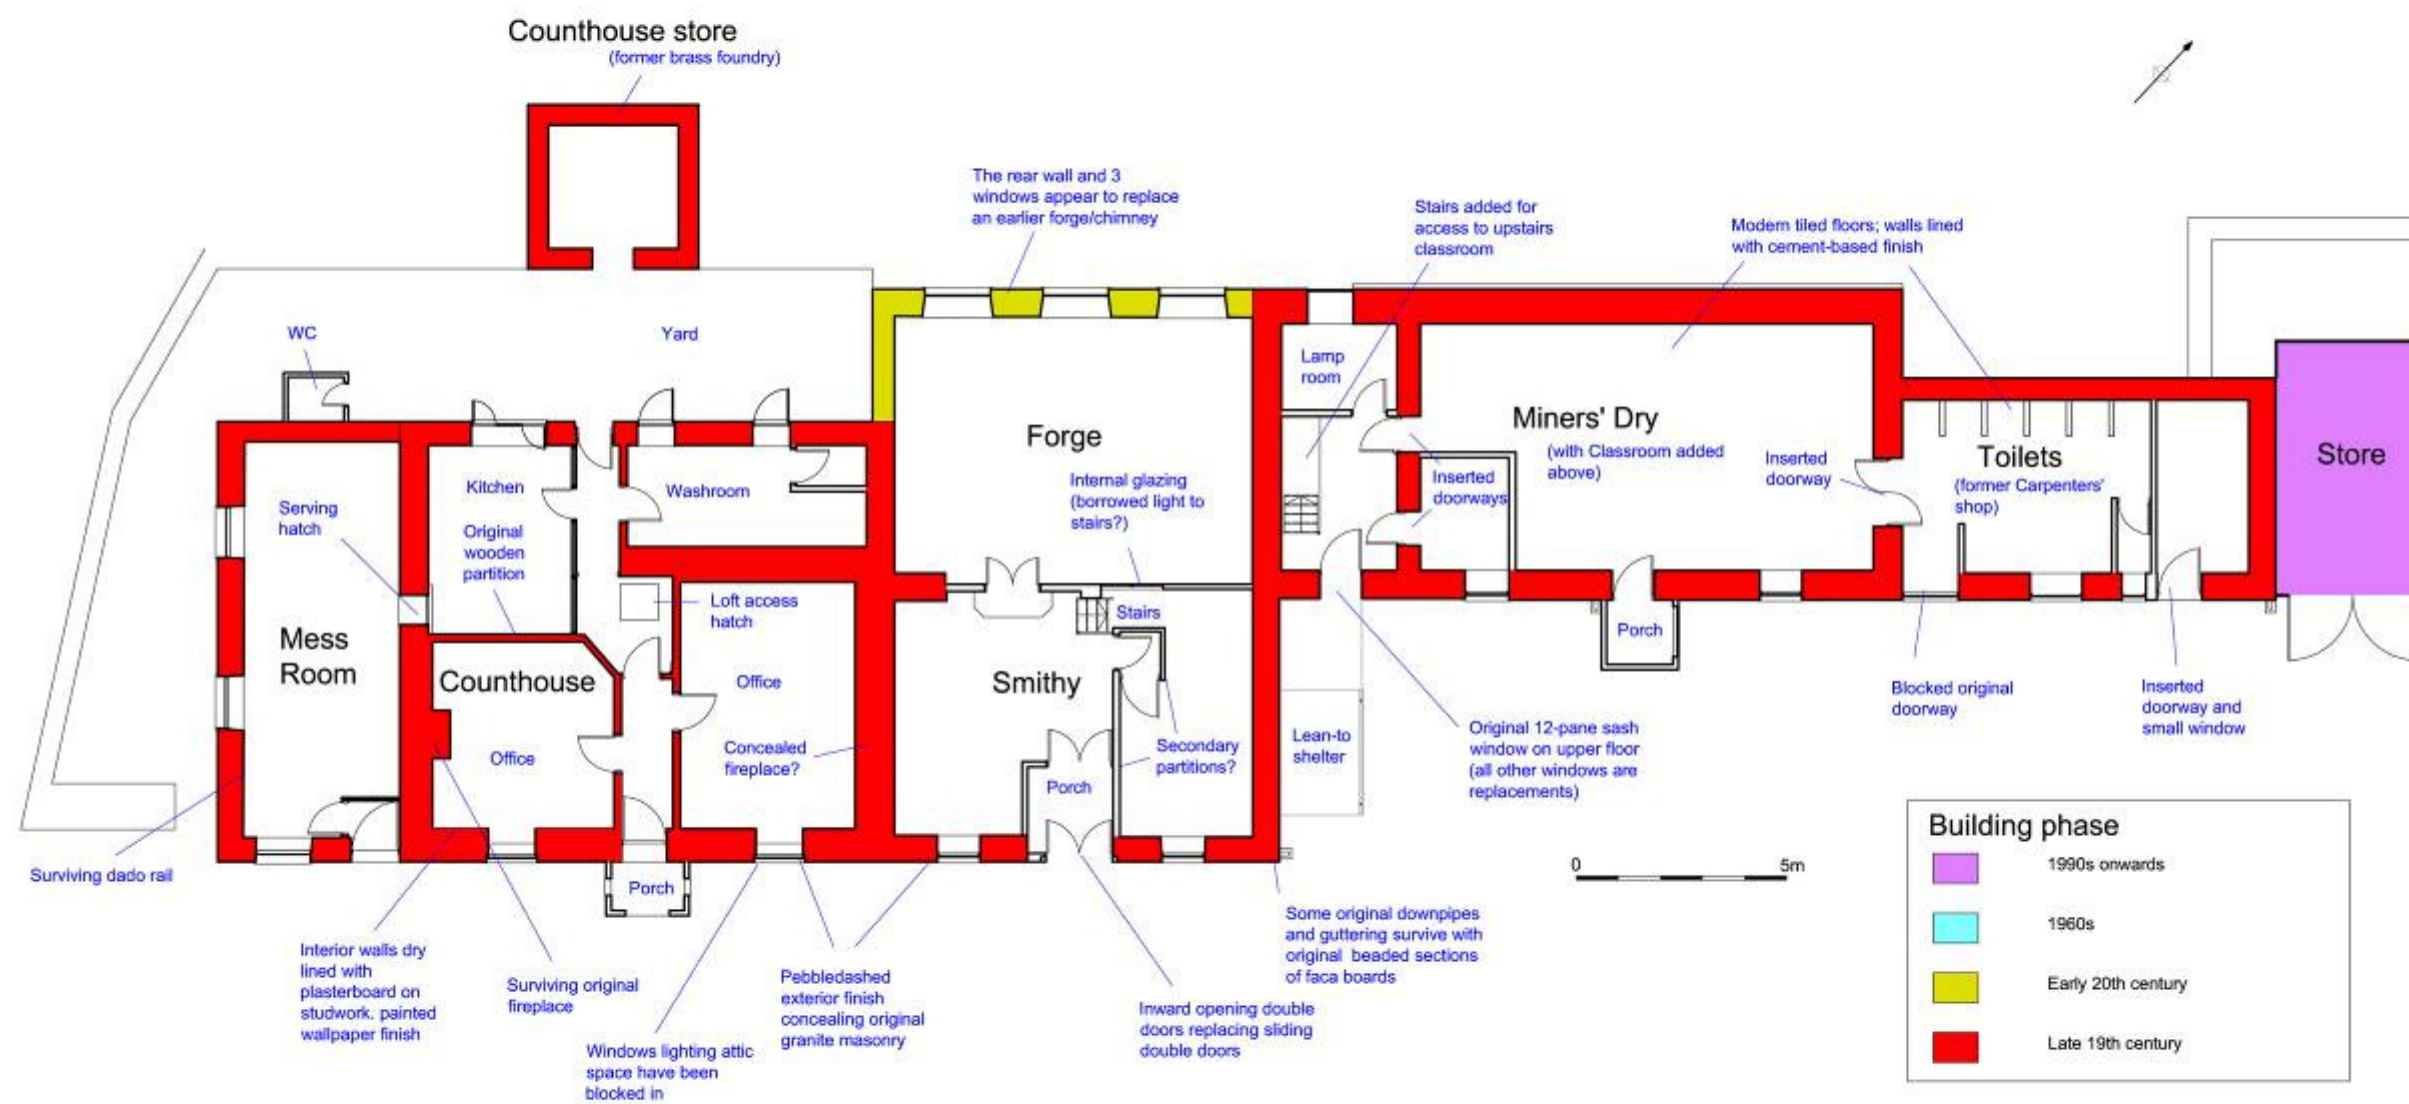 Counthouse store
(former brass foundry)
The rear wall and 3
windows appear to replace
an earlier forge/chimney
Stairs added for
access to upstairs
classroom
Modern tiled floors; walls lined
with cement-based finish
WC
Yard
Lamp
room
Forge
Miners' Dry
(with Classroom added
above)
Inserted
doorway
Toilets
(former Carpenters'
shop)
Store
Kitchen
Washroom
Serving
hatch
Original
wooden
partition
Internal glazing
(borrowed light to
stairs?)
Inserted
doorways
Loft access
hatch
Stairs
Porch
Mess
Room
Counthouse
Office
Smithy
Office
Concealed
fireplace?
Porch
Secondary
partitions?
Lean-to
shelter
Original 12-pane sash
window on upper floor
(all other windows are
replacements)
Blocked original
doorway
Inserted
doorway and
small window
Surviving dado rail
Porch
0
5m
Interior walls dry
lined with
plasterboard on
studwork. painted
wallpaper finish
Surviving original
fireplace
Windows lighting attic
space have been
blocked in
Pebbledashed
exterior finish
concealing original
granite masonry
Inward opening double
doors replacing sliding
double doors
Some original downpipes
and guttering survive with
original beaded sections
of faca boards
Building phase
1990s onwards
1960s
Early 20th century
Late 19th century